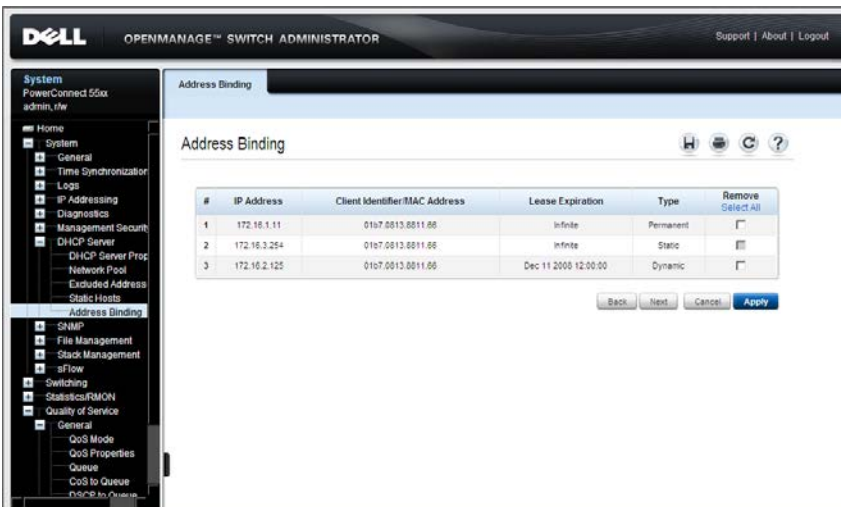 DELL
OPENMANAGE™ SWITCH ADMINISTRATOR
Support | About | Logout
System
PowerConnect 55xx
admin, r/w
Home
System
General
Time Synchronization
Logs
IP Addressing
Diagnostics
Management Securit
DHCP Server
DHCP Server Prop
Network Pool
Excluded Address
Static Hosts
Address Binding
SNMP
File Management
Stack Management
sFlow
Switching
Statistics/RMON
Quality of Service
General
QoS Mode
QoS Properties
Queue
CoS to Queue
DSCP to Queue
Address Binding
Address Binding
# IP Address Client Identifier/MAC Address Lease Expiration Type Remove
Select All
1 172.16.1.11 01b7.0813.8811.66 Infinite Permanent
2 172.16.3.254 01b7.0813.8811.66 Infinite Static
3 172.16.2.125 01b7.0813.8811.66 Dec 11 2008 12:00:00 Dynamic
Back Next Cancel Apply